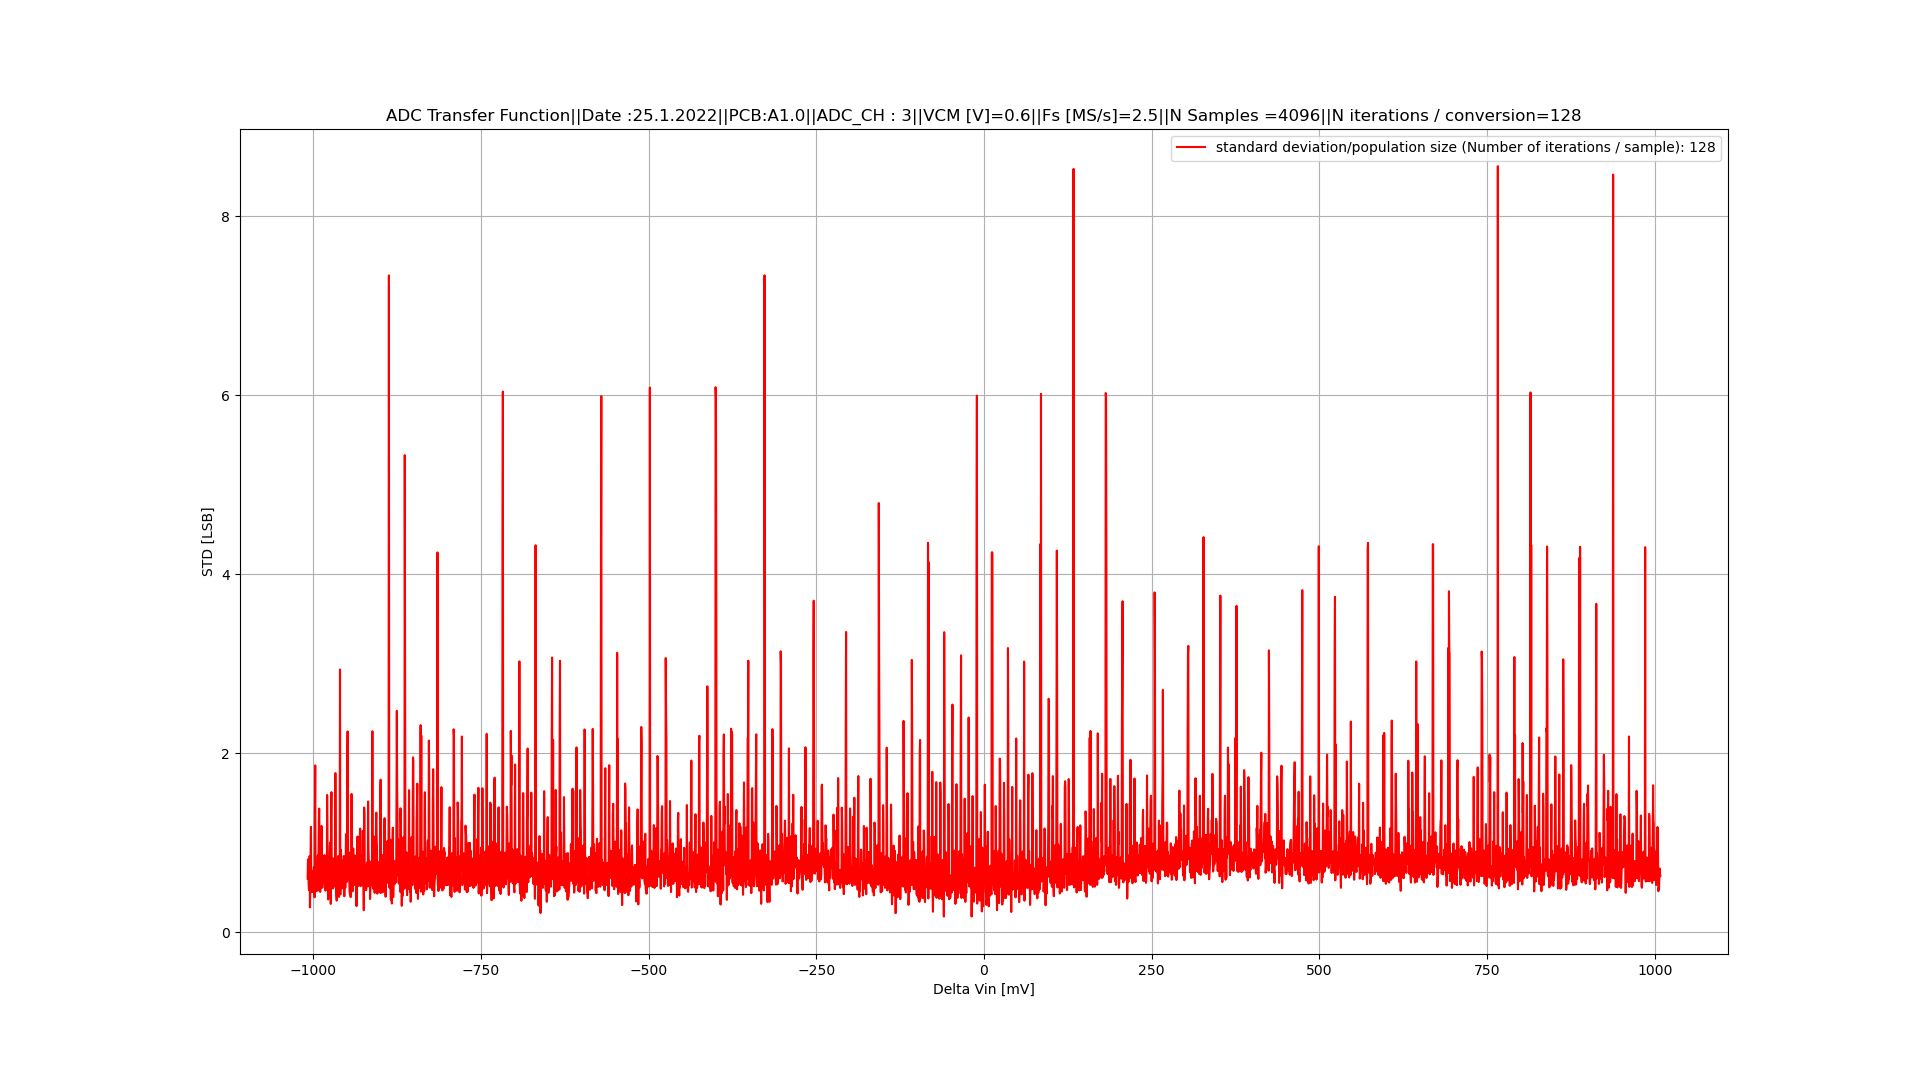 ADC Transfer Function||Date :25.1.2022||PCB:A1.0||ADC_CH : 3||VCM [V]=0.6||Fs [MS/s]=2.5||N Samples =4096||N iterations / conversion=128
standard deviation/population size (Number of iterations / sample): 128
8
6
4
2
0
STD [LSB]
−1000 −750 −500 −250 0 250 500 750 1000
Delta Vin [mV]